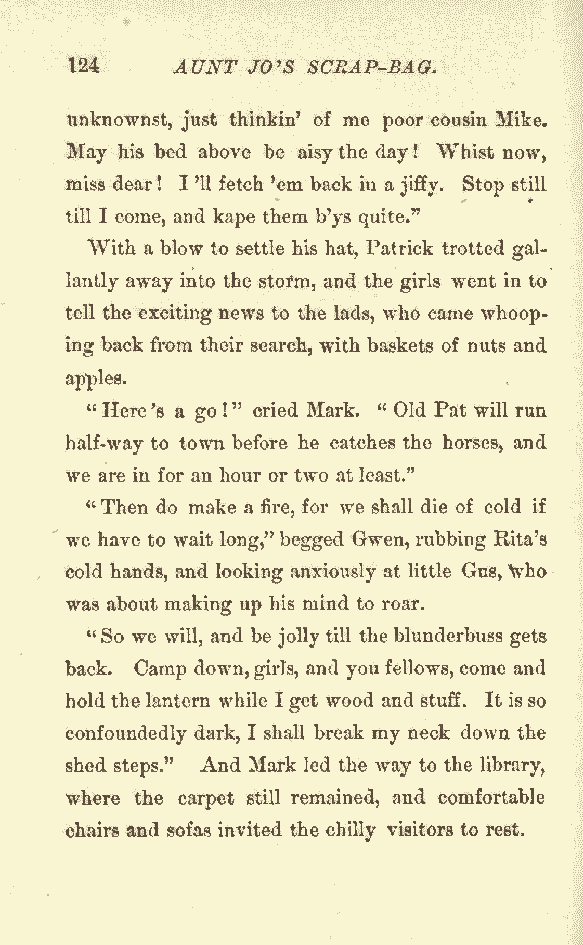 124 AUNT JO'S SCRAP-BAG.
unknownst, just thinkin' of me poor cousin Mike.
May his bed above be aisy the day! Whist now,
miss dear! I'll fetch 'em back in a jiffy. Stop still
till I come, and kape them b'ys quite."
With a blow to settle his hat, Patrick trotted gal-
lantly away into the storm, and the girls went in to
tell the exciting news to the lads, who came whoop-
ing back from their search, with baskets of nuts and
apples.
"Here's a go!" cried Mark. "Old Pat will run
half-way to town before he catches the horses, and
we are in for an hour or two at least."
"Then do make a fire, for we shall die of cold if
we have to wait long," begged Gwen, rubbing Rita's
cold hands, and looking anxiously at little Gus, who
was about making up his mind to roar.
"So we will, and be jolly till the blunderbuss gets
back. Camp down, girls, and you fellows, come and
hold the lantern while I get wood and stuff. It is so
confoundedly dark, I shall break my neck down the
shed steps." And Mark led the way to the library,
where the carpet still remained, and comfortable
chairs and sofas invited the chilly visitors to rest.